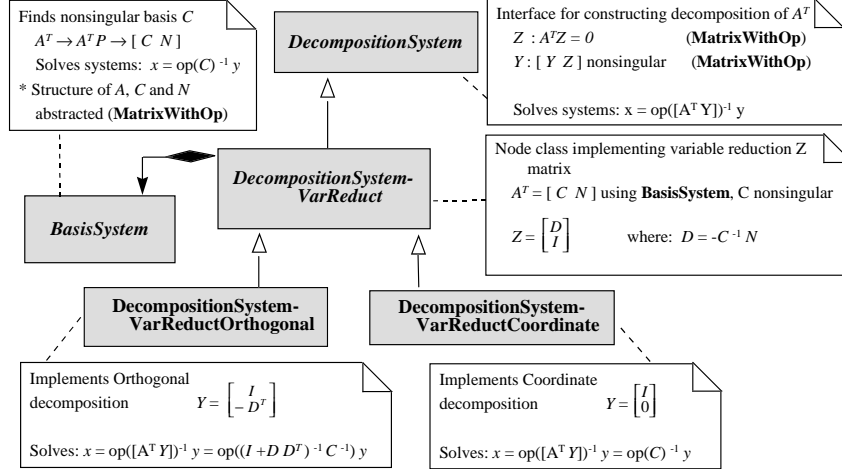 Finds nonsingular basis C
A^T → A^T P → [ C N ]
Solves systems: x = op(C) ^-1 y
* Structure of A, C and N
abstracted (MatrixWithOp)
DecompositionSystem
Interface for constructing decomposition of A^T
Z : A^T Z = 0 (MatrixWithOp)
Y : [ Y Z ] nonsingular (MatrixWithOp)
Solves systems: x = op([A^T Y])^-1 y
DecompositionSystem-
VarReduct
BasisSystem
Node class implementing variable reduction Z
matrix
A^T = [ C N ] using BasisSystem, C nonsingular
Z = [ D
I ] where: D = -C ^-1 N
DecompositionSystem-
VarReductOrthogonal
DecompositionSystem-
VarReductCoordinate
Implements Orthogonal
decomposition Y = [ I
- D^T ]
Solves: x = op([A^T Y])^-1 y = op((I +D D^T ) ^-1 C ^-1) y
Implements Coordinate
decomposition Y = [ I
0 ]
Solves: x = op([A^T Y])^-1 y = op(C) ^-1 y